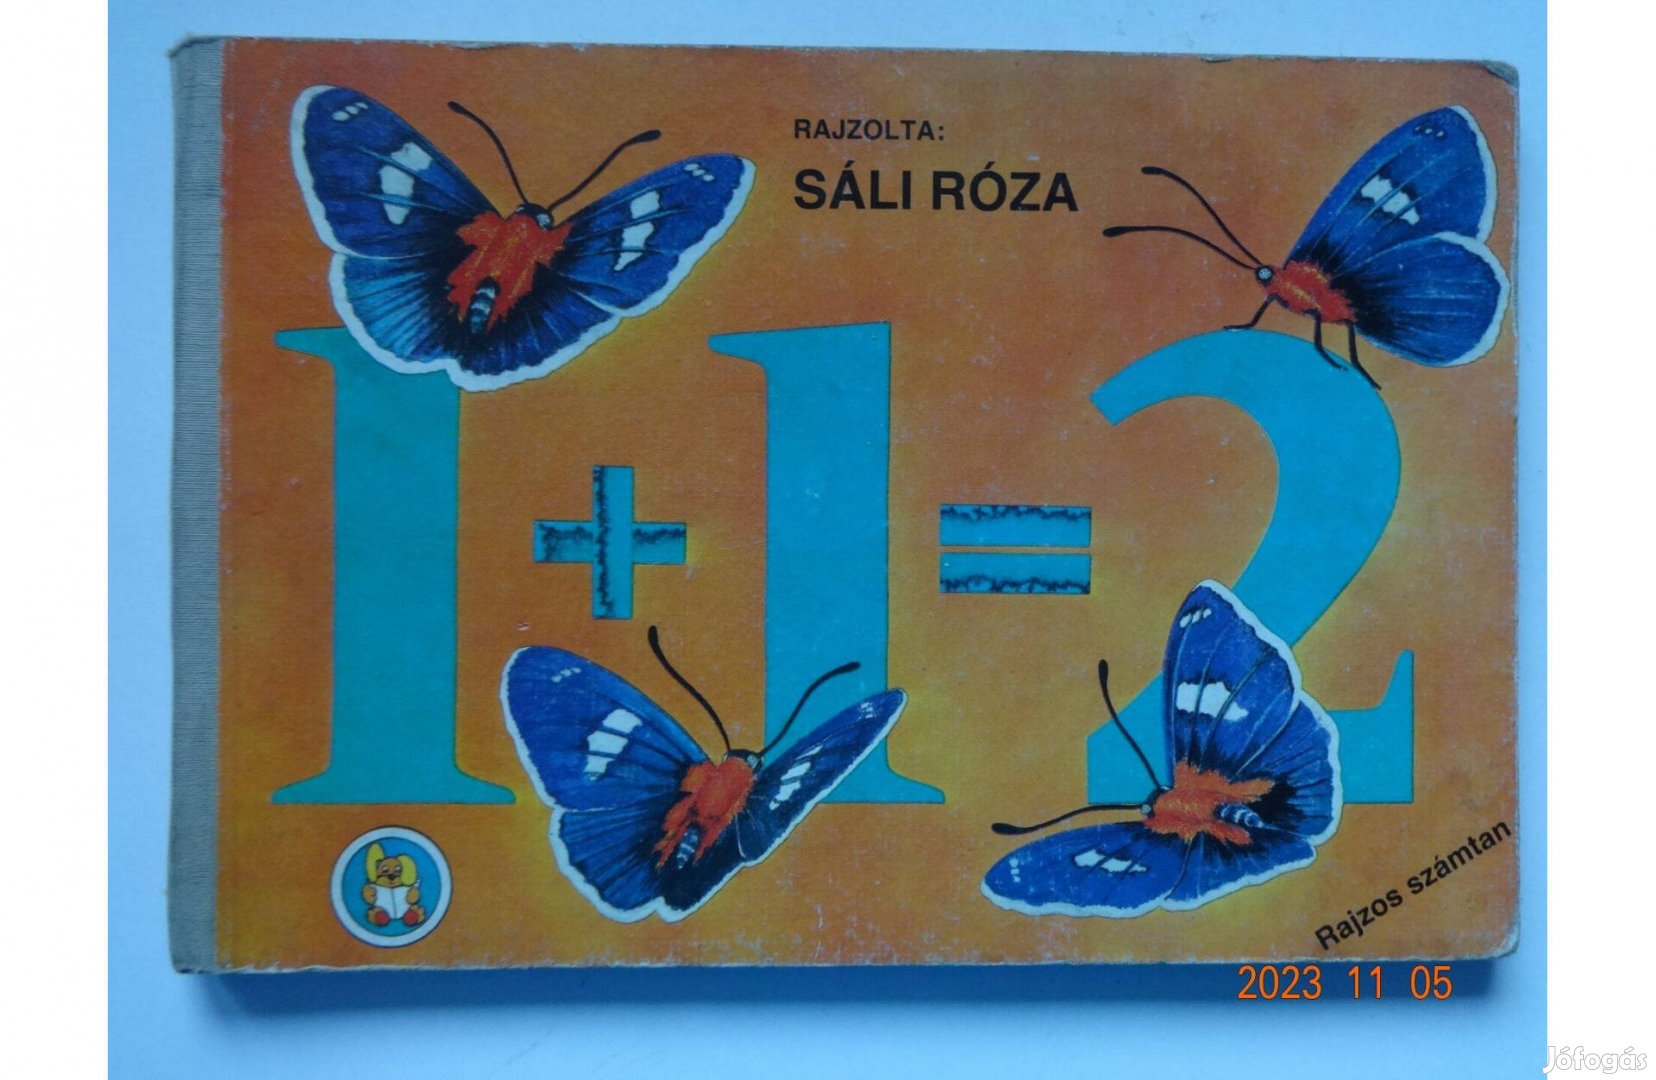 RAJZOLTA:
SÁLI RÓZA
1+1=2
Rajzos számtan
2023 11 05
Jófogás